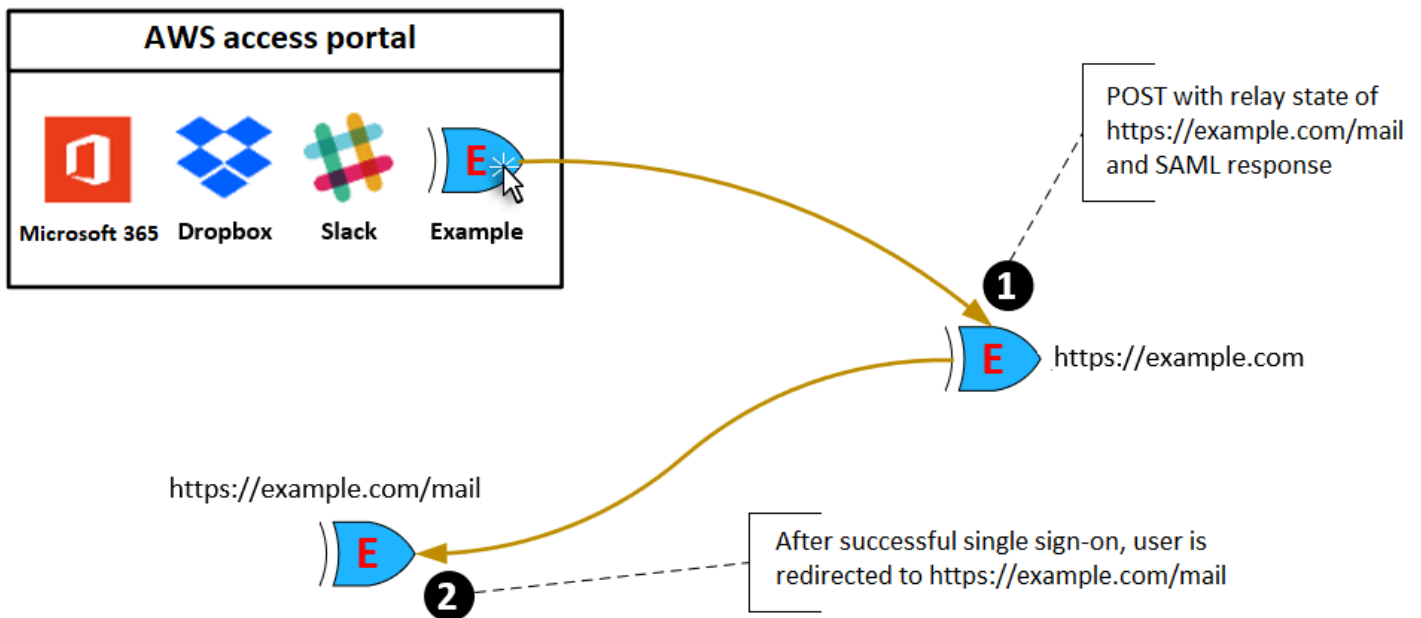 AWS access portal
E
Microsoft 365
Dropbox
Slack
Example
POST with relay state of
https://example.com/mail
and SAML response
1
E
https://example.com
https://example.com/mail
E
2
After successful single sign-on, user is
redirected to https://example.com/mail